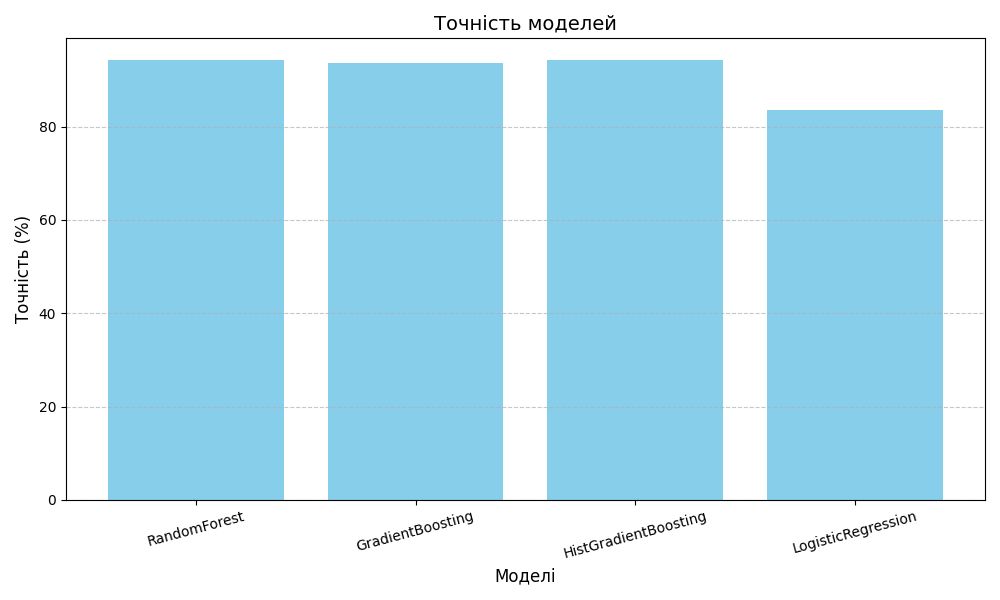 Точність моделей
Точність (%)
80
60
40
20
0
RandomForest
GradientBoosting
HistGradientBoosting
LogisticRegression
Моделі